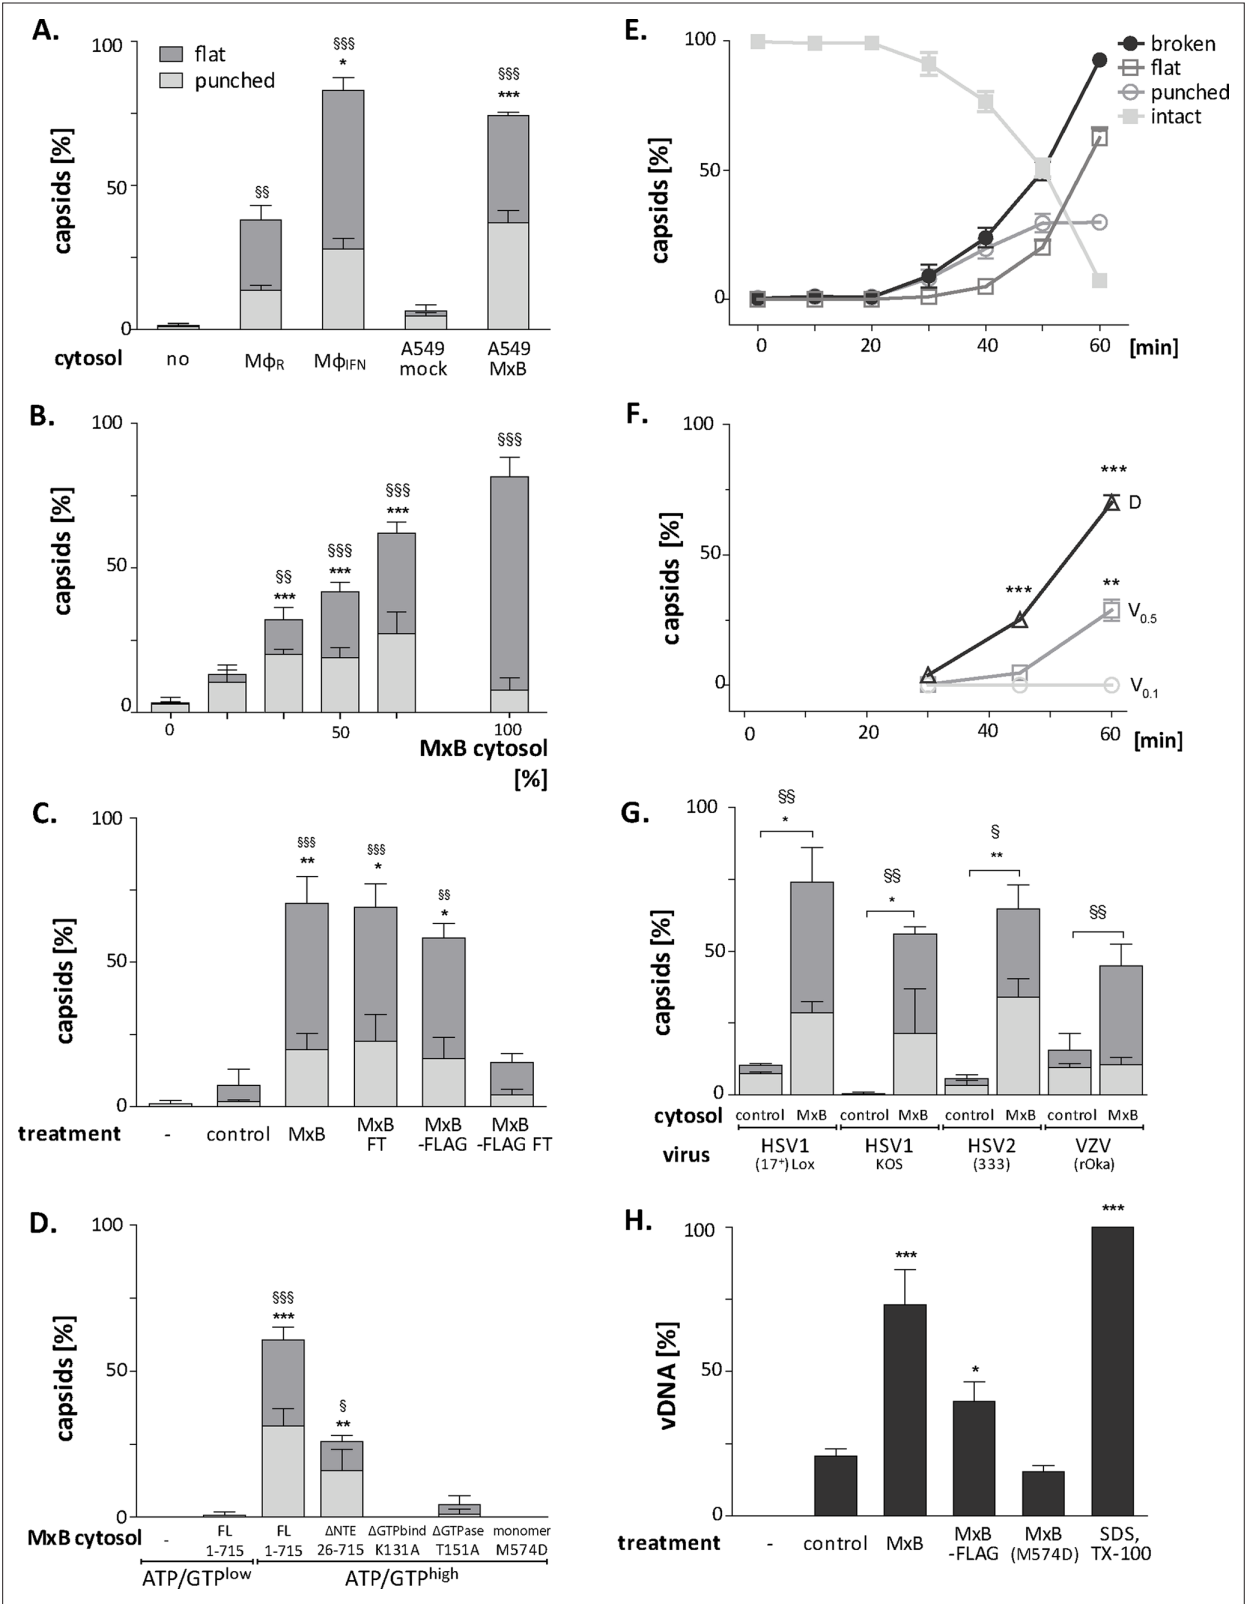 A.
100
50
0
capsids [%]
flat
punched
§§
§§§
*
§§§
***
cytosol
no
MϕR
MϕIFN
A549
mock
A549
MxB
B.
100
50
0
capsids [%]
§§
***
§§§
***
§§§
***
§§§
0
50
100
MxB cytosol
[%]
C.
100
50
0
capsids [%]
§§§
**
§§§
*
§§
*
treatment
-
control
MxB
MxB
FT
MxB
-FLAG
MxB
-FLAG FT
D.
100
50
0
capsids [%]
§§§
***
§
**
MxB cytosol
-
FL
1-715
FL
1-715
ΔNTE
26-715
ΔGTPbind
K131A
ΔGTPase
T151A
monomer
M574D
ATP/GTPlow
ATP/GTPhigh
E.
100
50
0
capsids [%]
broken
flat
punched
intact
0
20
40
60
[min]
F.
100
50
0
capsids [%]
***
***
**
D
V0.5
V0.1
0
20
40
60
[min]
G.
100
50
0
capsids [%]
§§
*
§§
*
§
**
§§
cytosol
control
MxB
control
MxB
control
MxB
control
MxB
virus
HSV1
(17+) Lox
HSV1
KOS
HSV2
(333)
VZV
(rOka)
H.
100
50
0
vDNA [%]
***
*
***
treatment
-
control
MxB
MxB
-FLAG
MxB
(M574D)
SDS,
TX-100